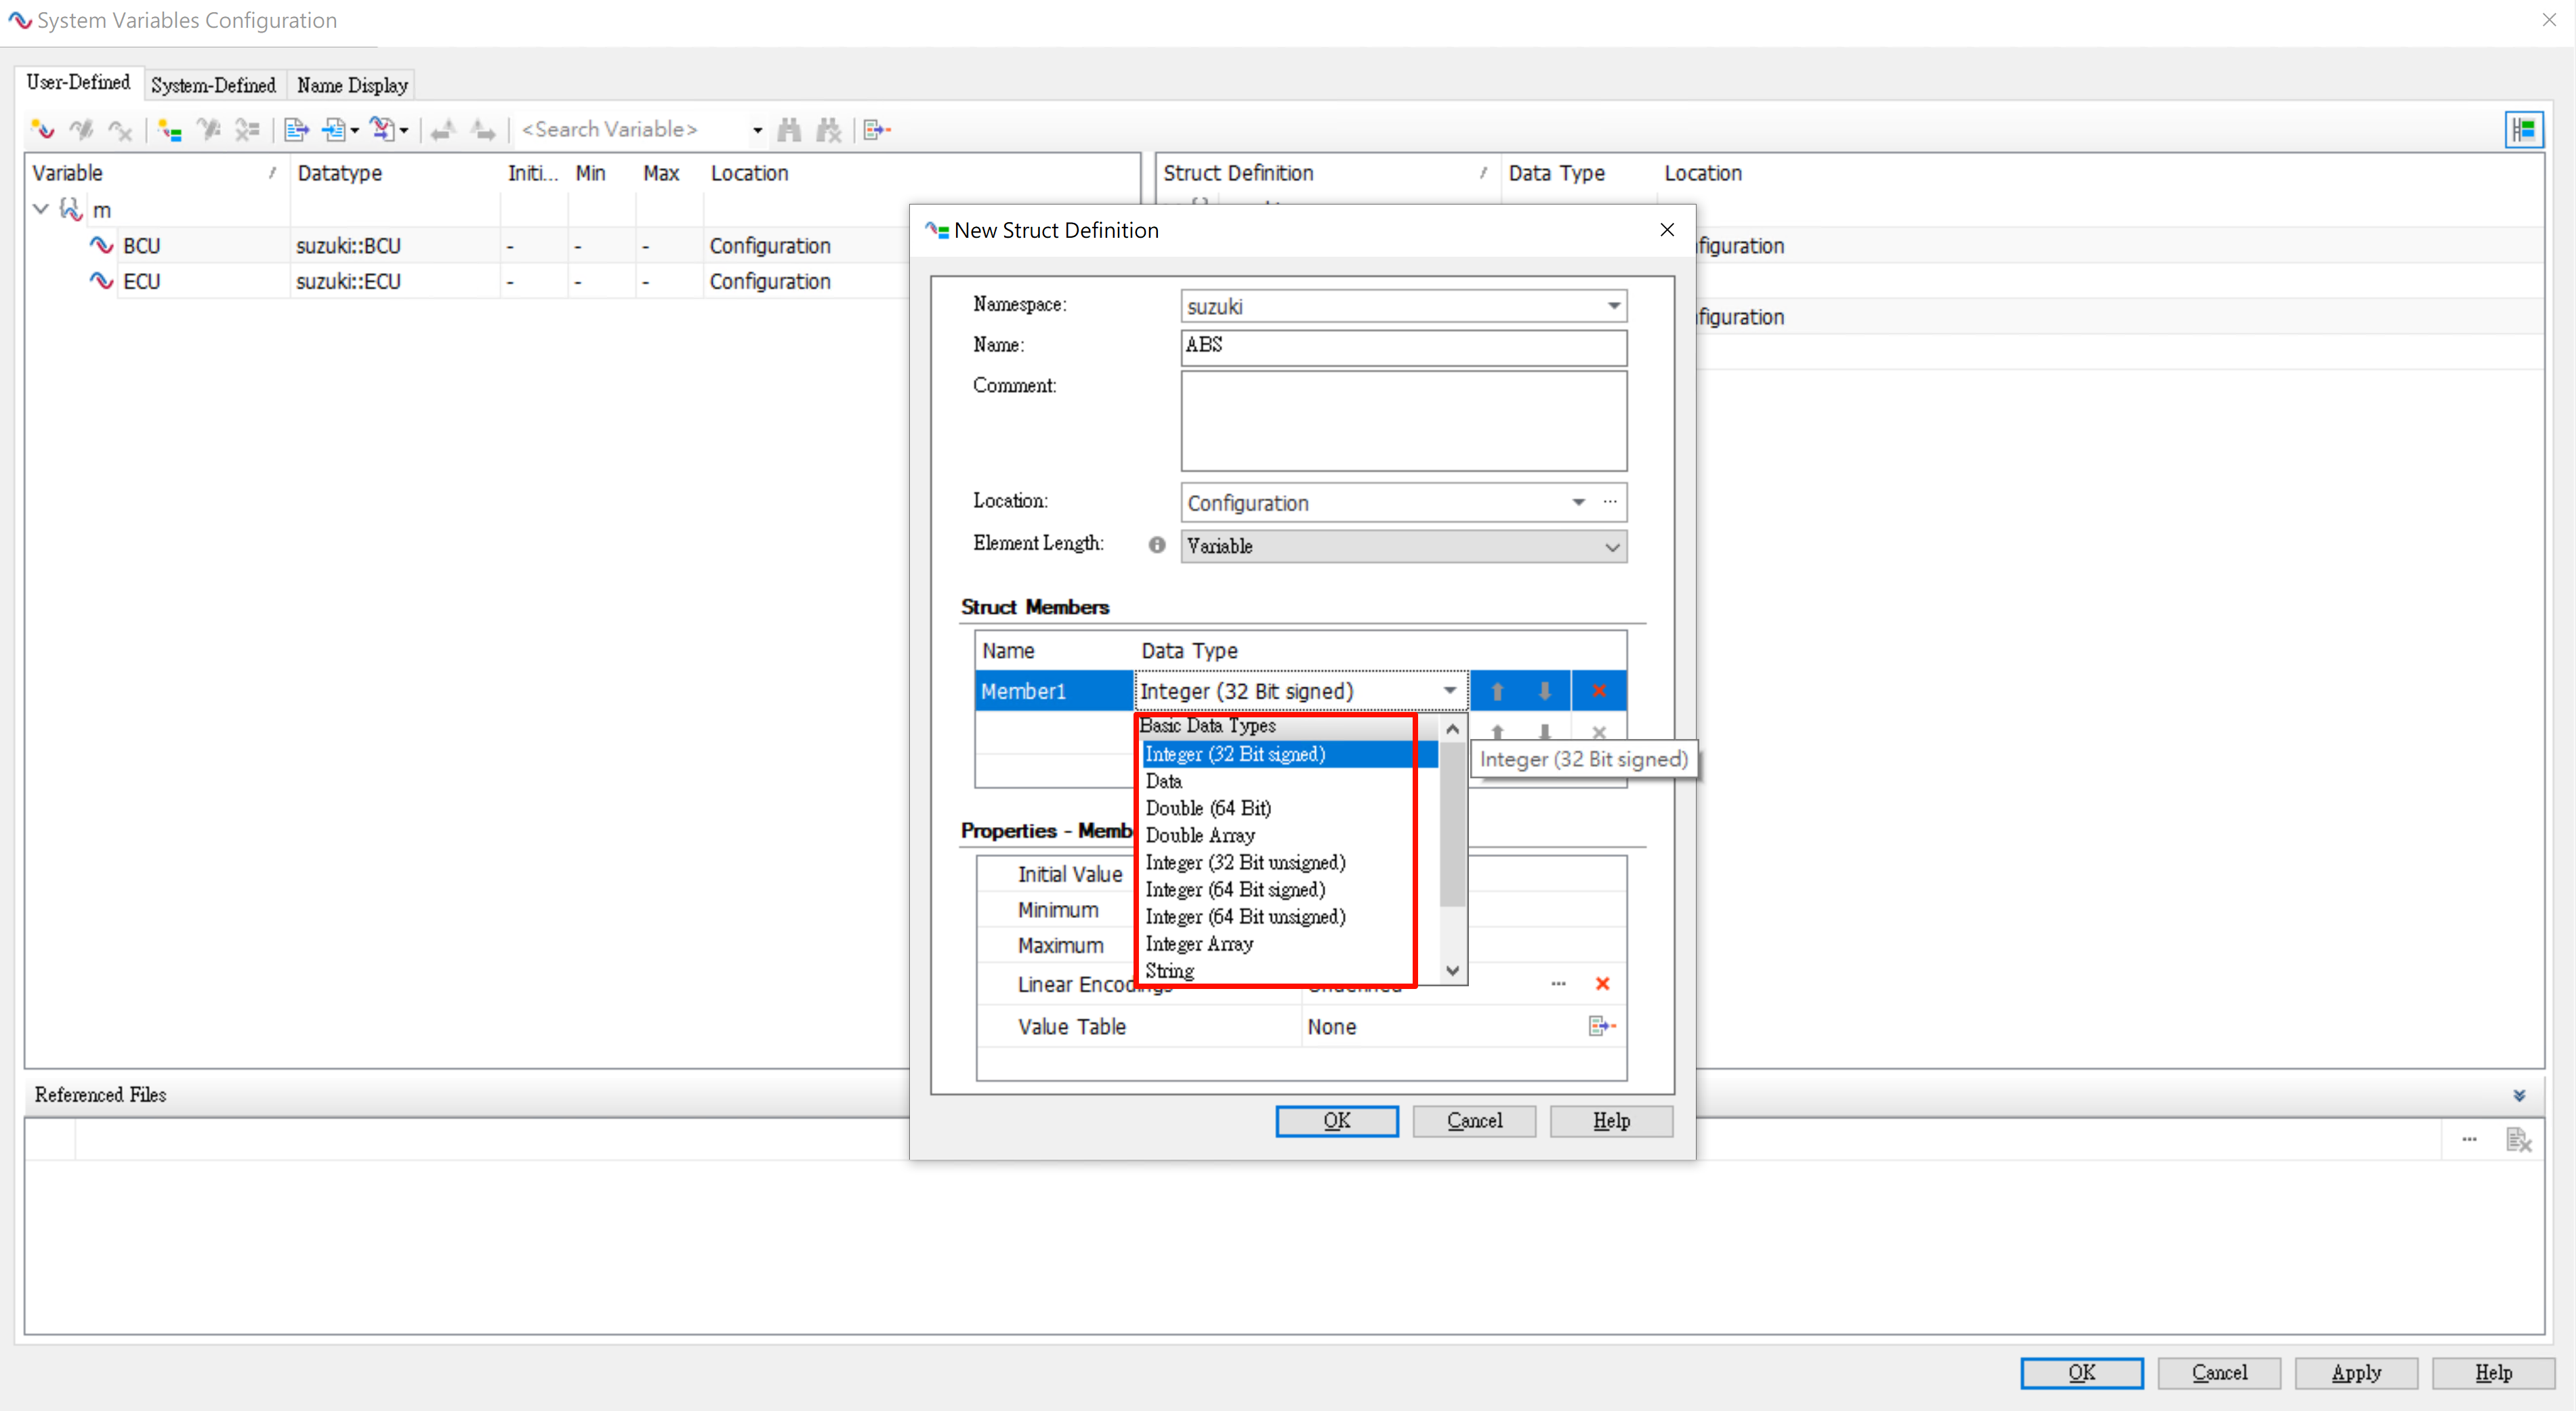 System Variables Configuration
User-Defined System-Defined Name Display
<Search Variable>
Variable Datatype Initi... Min Max Location
m
BCU suzuki::BCU - - - Configuration
ECU suzuki::ECU - - - Configuration
Struct Definition Data Type Location
figuration
figuration
New Struct Definition
Namespace: suzuki
Name: ABS
Comment:
Location: Configuration ...
Element Length: Variable
Struct Members
Name Data Type
Member1 Integer (32 Bit signed)
Basic Data Types
Integer (32 Bit signed)
Data
Double (64 Bit)
Double Array
Integer (32 Bit unsigned)
Integer (64 Bit signed)
Integer (64 Bit unsigned)
Integer Array
String
Integer (32 Bit signed)
Properties - Memb
Initial Value
Minimum
Maximum
Linear Encodings Undefined ...
Value Table None
OK Cancel Help
Referenced Files
...
OK Cancel Apply Help